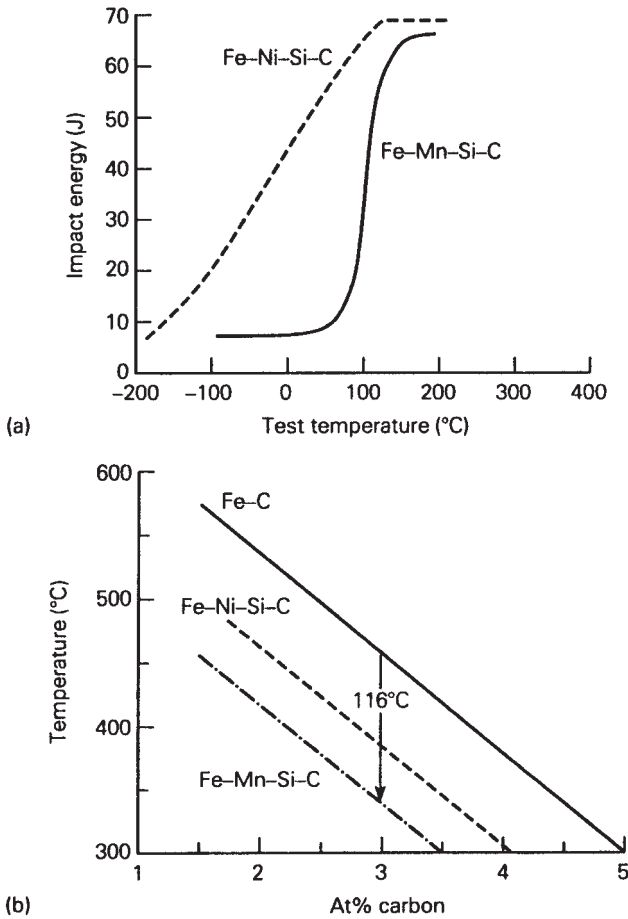 70
60
50
40
30
20
10
0
Impact energy (J)
Fe–Ni–Si–C
Fe–Mn–Si–C
–200 –100 0 100 200 300 400
Test temperature (°C)
(a)
600
500
400
300
Temperature (°C)
Fe–C
Fe–Ni–Si–C
116°C
Fe–Mn–Si–C
1 2 3 4 5
At% carbon
(b)